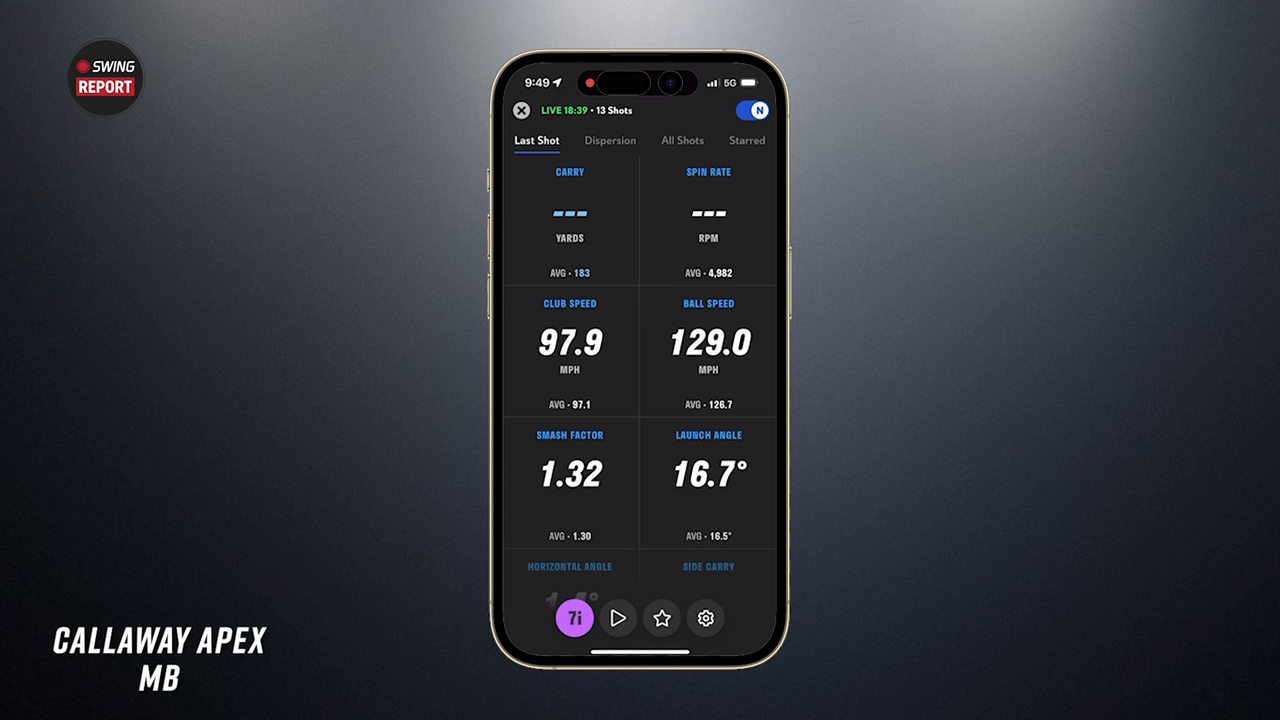 SWING
REPORT
9:49
5G
LIVE 18:39 • 13 Shots
N
Last Shot
Dispersion
All Shots
Starred
CARRY
SPIN RATE
---
---
YARDS
RPM
AVG - 183
AVG - 4,982
CLUB SPEED
BALL SPEED
97.9
129.0
MPH
MPH
AVG - 97.1
AVG - 126.7
SMASH FACTOR
LAUNCH ANGLE
1.32
16.7°
AVG - 1.30
AVG - 16.5°
HORIZONTAL ANGLE
SIDE CARRY
7i
CALLAWAY APEX
MB